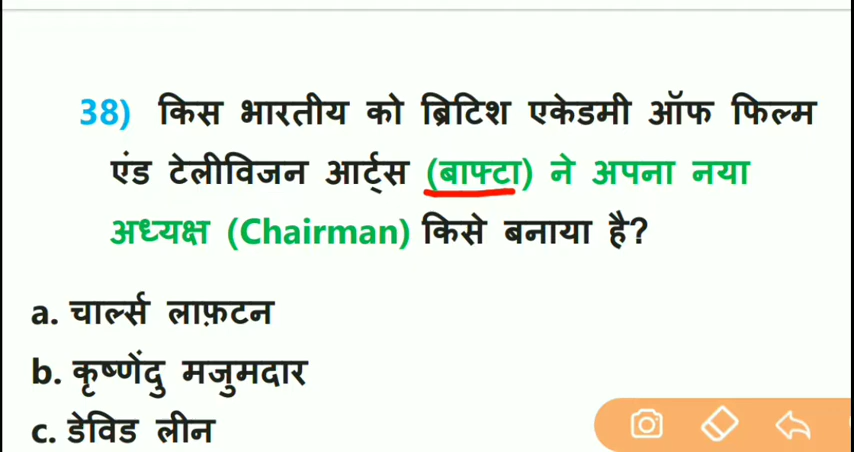 38) किस भारतीय को ब्रिटिश एकेडमी ऑफ फिल्म
एंड टेलीविजन आर्ट्स (बाफ्टा) ने अपना नया
अध्यक्ष (Chairman) किसे बनाया है?
a. चार्ल्स लाफ़टन
b. कृष्णेंदु मजुमदार
c. डेविड लीन